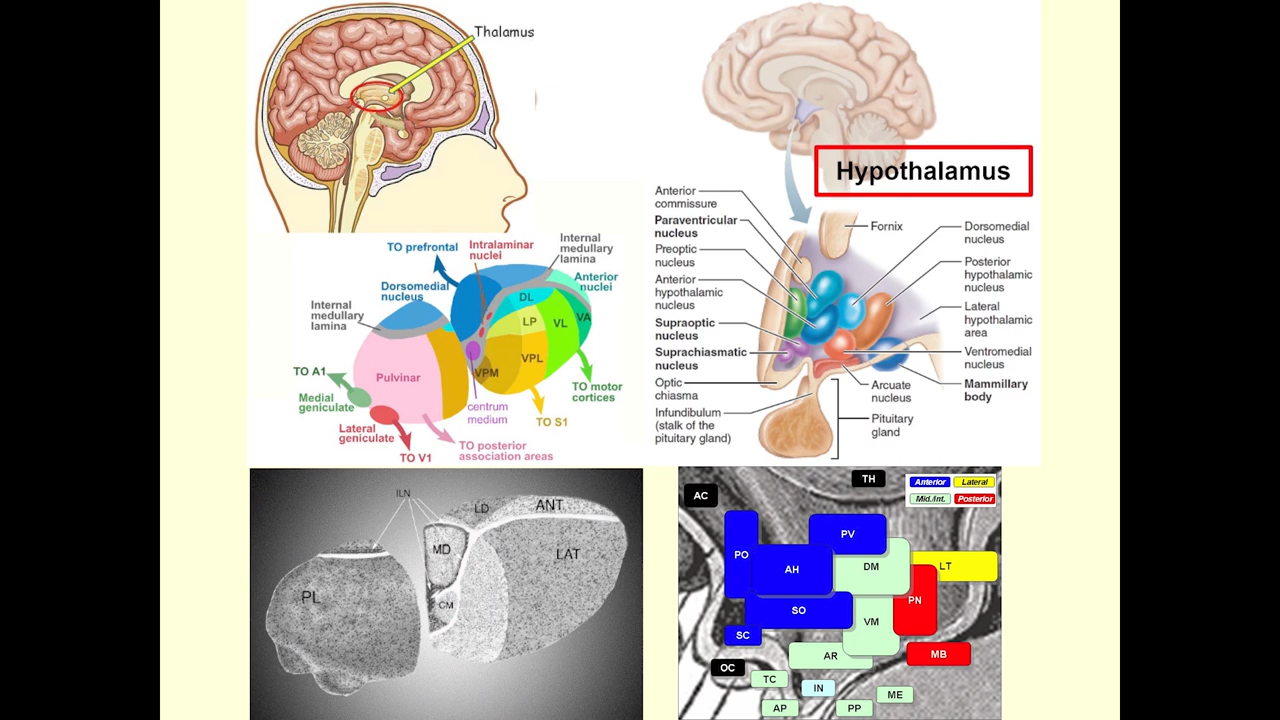 Thalamus
TO prefrontal
Intralaminar
nuclei
Internal
medullary
lamina
Dorsomedial
nucleus
Anterior
nuclei
Internal
medullary
lamina
DL
LP
VL
VA
VPL
VPM
Pulvinar
TO A1
Medial
geniculate
Lateral
geniculate
TO V1
centrum
medium
TO S1
TO motor
cortices
TO posterior
association areas
Hypothalamus
Anterior
commissure
Paraventricular
nucleus
Preoptic
nucleus
Anterior
hypothalamic
nucleus
Supraoptic
nucleus
Suprachiasmatic
nucleus
Optic
chiasma
Infundibulum
(stalk of the
pituitary gland)
Fornix
Dorsomedial
nucleus
Posterior
hypothalamic
nucleus
Lateral
hypothalamic
area
Ventromedial
nucleus
Mammillary
body
Arcuate
nucleus
Pituitary
gland
ILN
LD
ANT
MD
LAT
CM
PL
TH
AC
Anterior
Lateral
Mid./int.
Posterior
PO
PV
AH
DM
LT
SO
PN
VM
SC
AR
MB
OC
TC
IN
ME
AP
PP